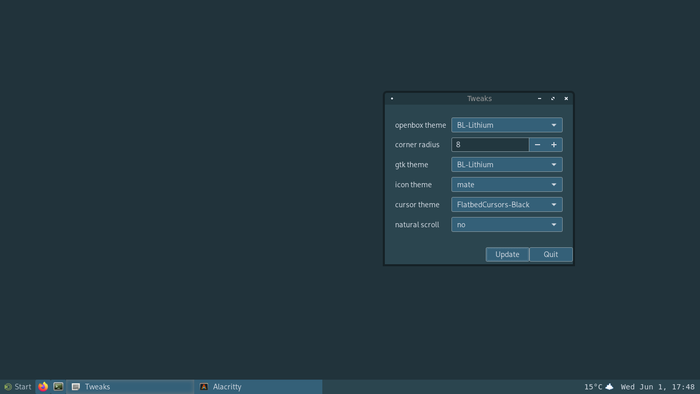 Tweaks
openbox theme BL-Lithium
corner radius 8
gtk theme BL-Lithium
icon theme mate
cursor theme FlatbedCursors-Black
natural scroll no
Update Quit
Start Tweaks Alacritty 15°C Wed Jun 1, 17:48